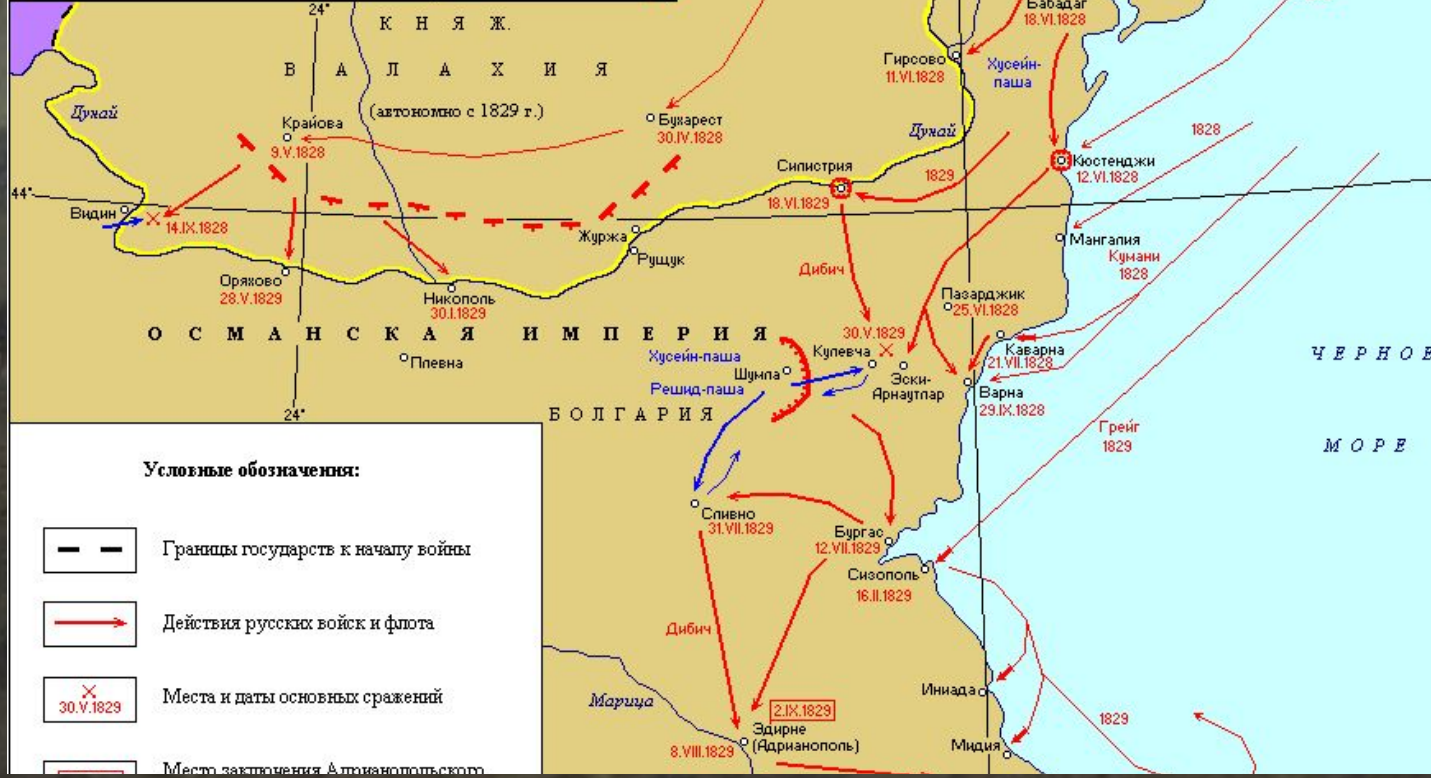 24°
К Н Я Ж.
В А Л А Х И Я
(автономно с 1829 г.)
Дунай
Крайова
9.V.1828
Бухарест
30.IV.1828
Бабадаг
18.VI.1828
Гирсово
11.VI.1828
Хусейн-
паша
Дунай
1828
Силистрия
18.VI.1829
1829
Кюстенджи
12.VI.1828
44°
Видин
14.IX.1828
Журжа
Рущук
Мангалия
Кумани
1828
Оряхово
28.V.1829
Никополь
30.I.1829
Дибич
Пазарджик
25.VI.1828
О С М А Н С К А Я И М П Е Р И Я
Плевна
Хусейн-паша
Решид-паша
Шумла
30.V.1829
Кулевча
Эски-
Арнаутлар
Каварна
21.VII.1828
Варна
29.IX.1828
Ч Е Р Н О Е
М О Р Е
24°
Б О Л Г А Р И Я
Грейг
1829
Сливно
31.VII.1829
Бургас
12.VII.1829
Сизополь
16.II.1829
Дибич
Марица
2.IX.1829
Эдирне
(Адрианополь)
8.VIII.1829
Иниада
Мидия
1829
Условные обозначения:
Границы государств к началу войны
Действия русских войск и флота
30.V.1829
Места и даты основных сражений
Место заключения Адрианопольского